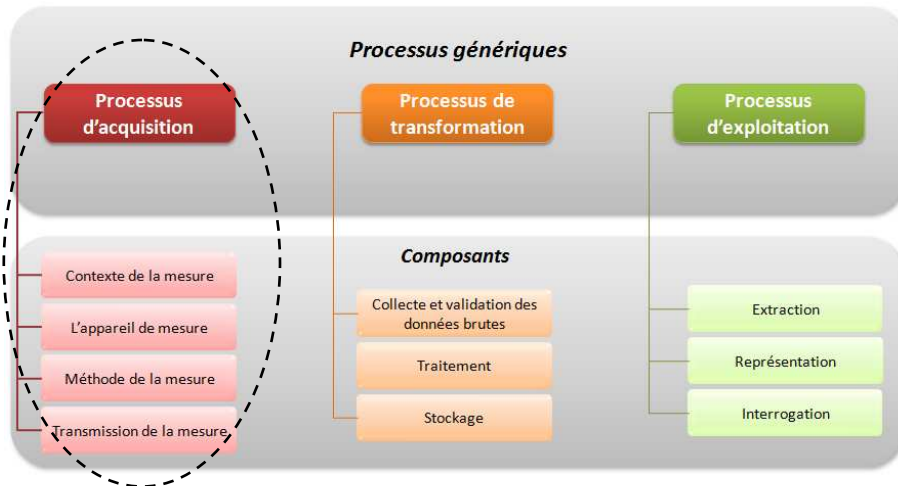 Processus génériques
Processus
d'acquisition
Processus de
transformation
Processus
d'exploitation
Composants
Contexte de la mesure
L'appareil de mesure
Méthode de la mesure
Transmission de la mesure
Collecte et validation des
données brutes
Traitement
Stockage
Extraction
Représentation
Interrogation